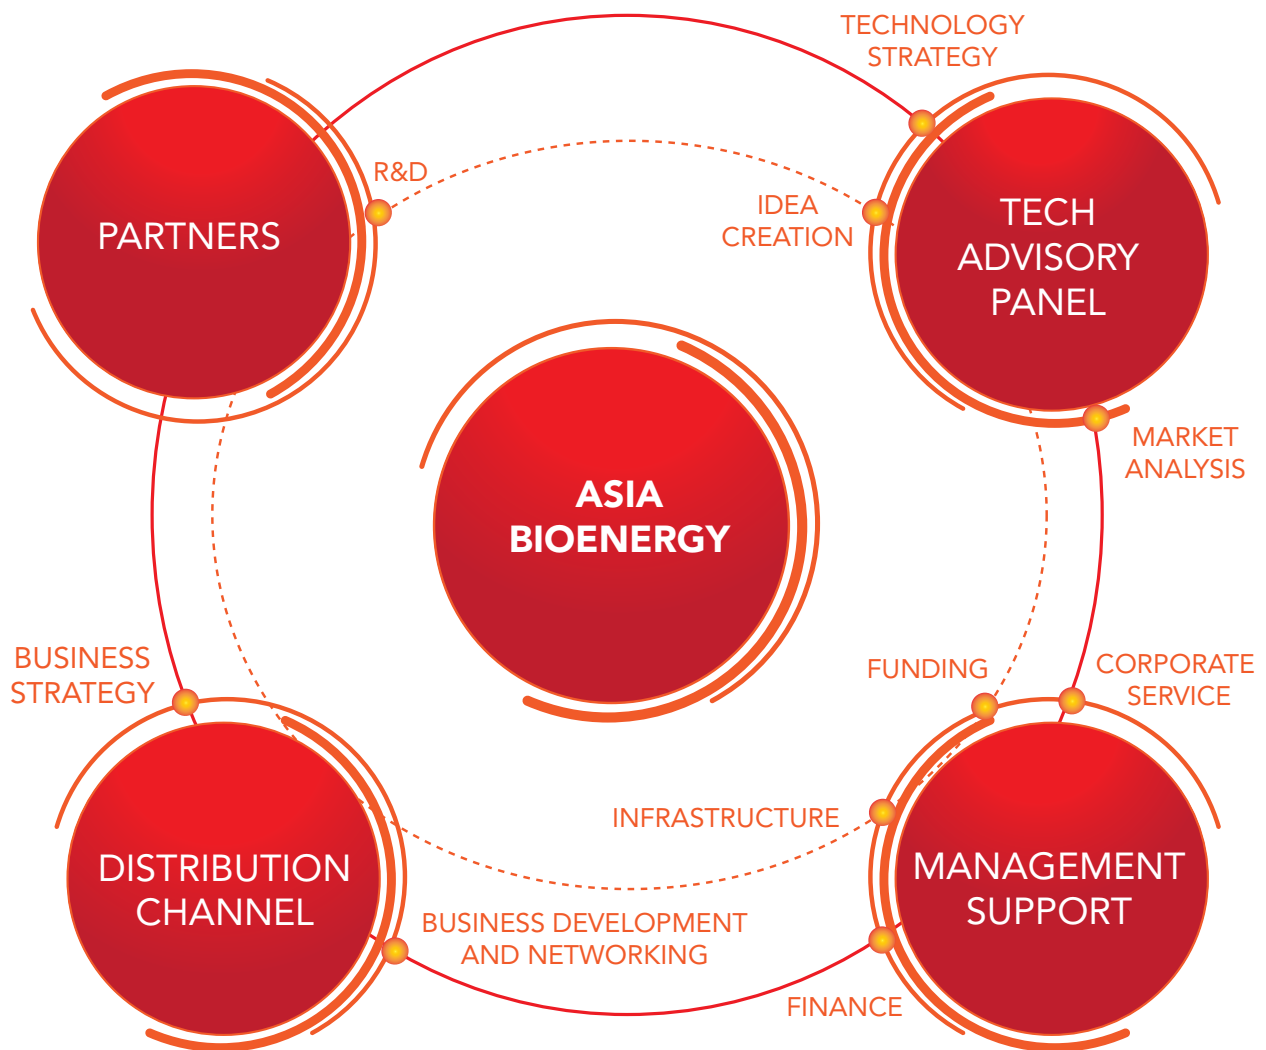 TECHNOLOGY
STRATEGY
R&D
PARTNERS
IDEA
CREATION
TECH
ADVISORY
PANEL
MARKET
ANALYSIS
ASIA
BIOENERGY
BUSINESS
STRATEGY
FUNDING
CORPORATE
SERVICE
INFRASTRUCTURE
DISTRIBUTION
CHANNEL
MANAGEMENT
SUPPORT
BUSINESS DEVELOPMENT
AND NETWORKING
FINANCE